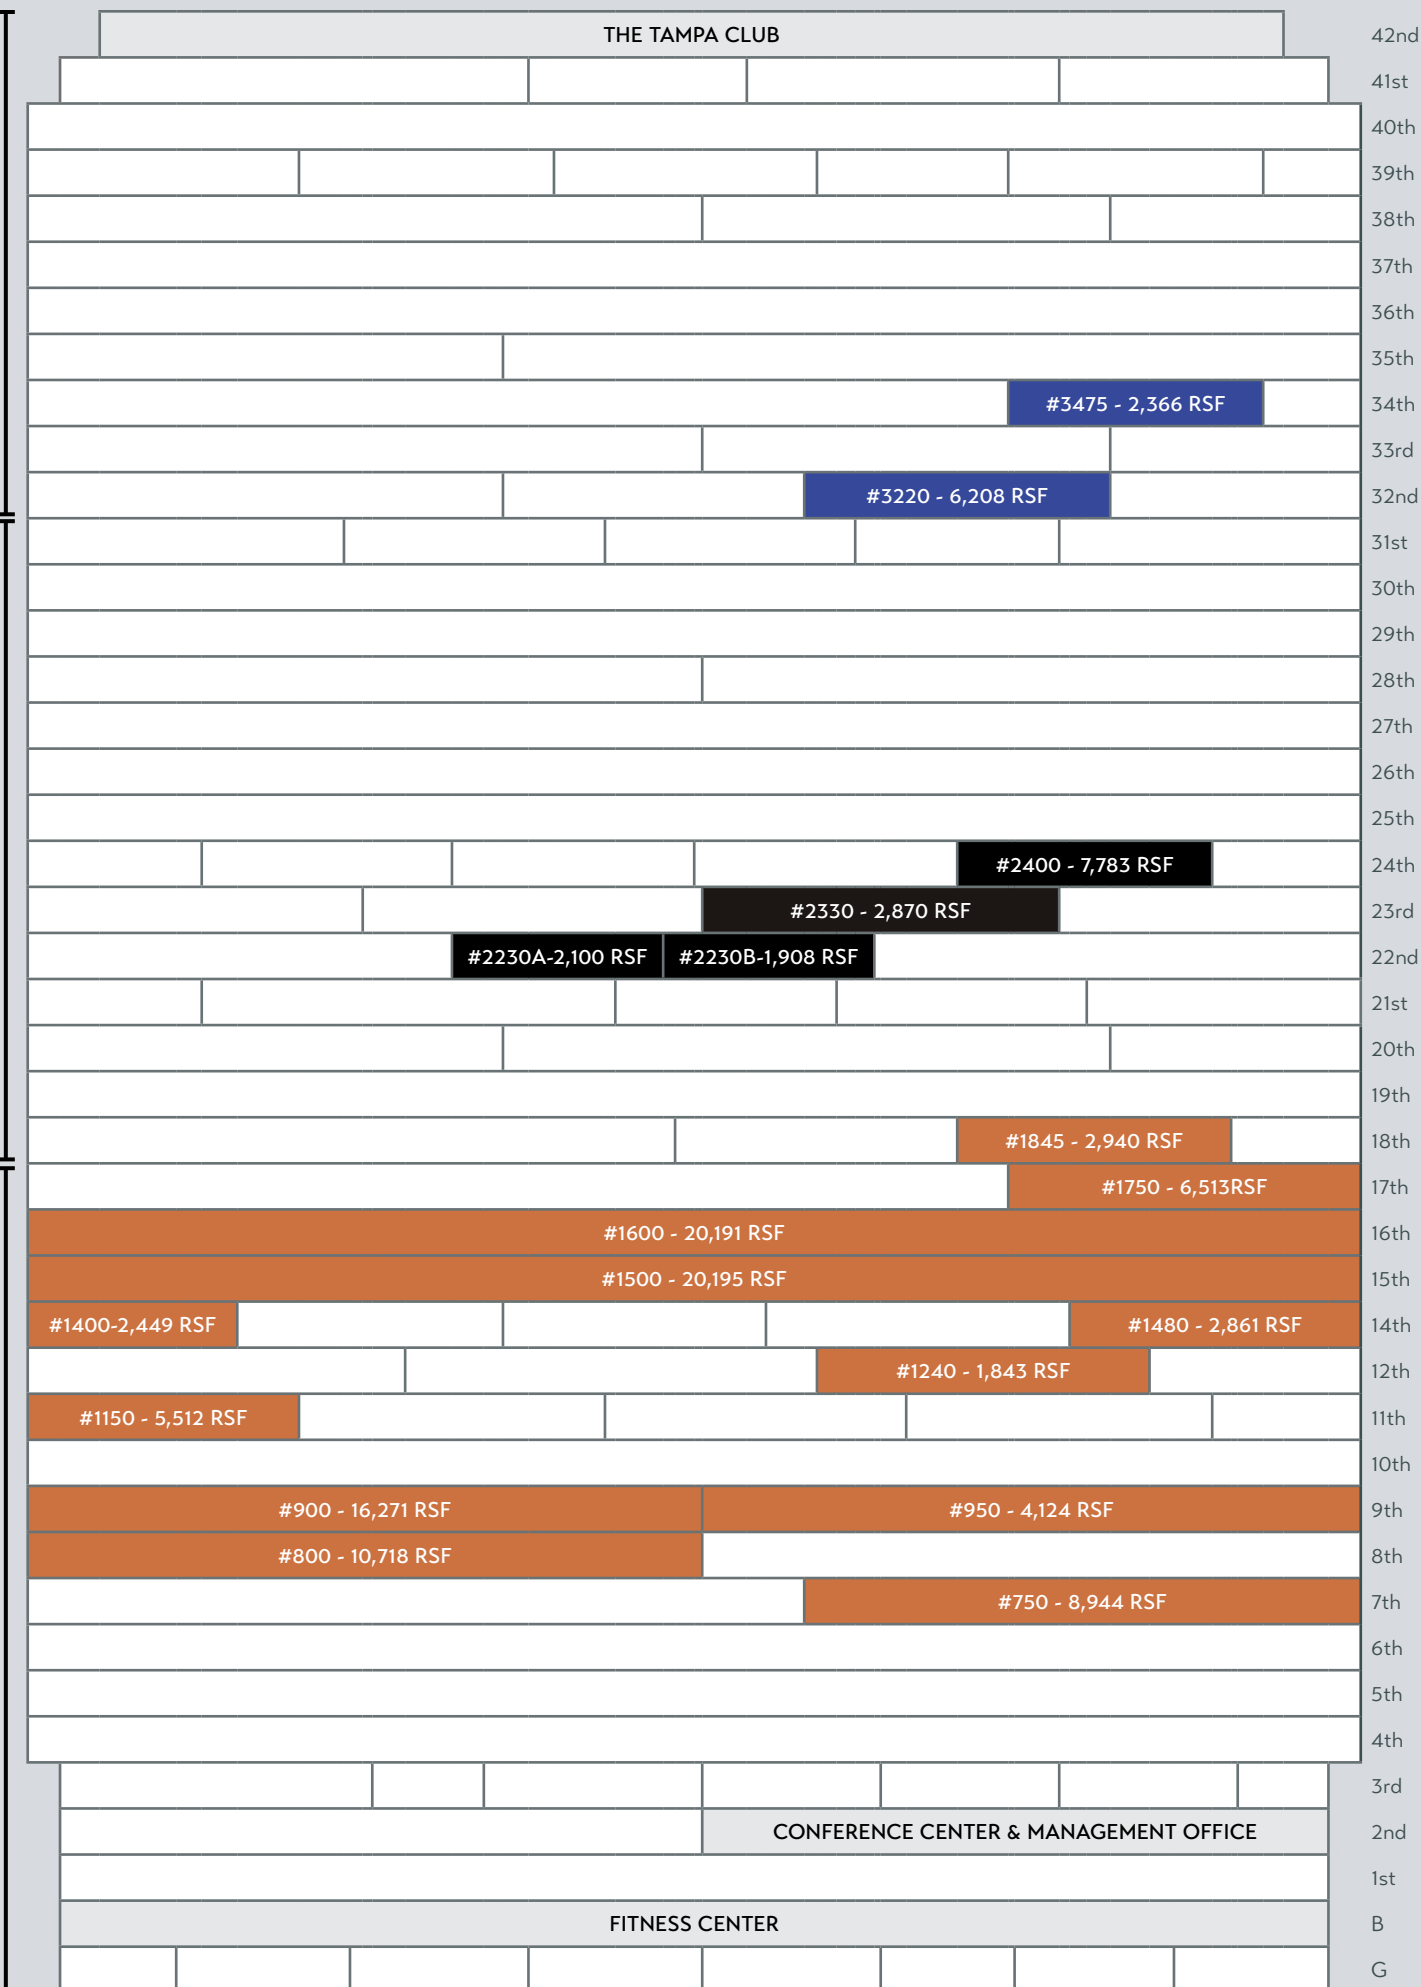 THE TAMPA CLUB 42nd
41st
40th
39th
38th
37th
36th
35th
#3475 - 2,366 RSF 34th
33rd
#3220 - 6,208 RSF 32nd
31st
30th
29th
28th
27th
26th
25th
#2400 - 7,783 RSF 24th
#2330 - 2,870 RSF 23rd
#2230A-2,100 RSF #2230B-1,908 RSF 22nd
21st
20th
19th
#1845 - 2,940 RSF 18th
#1750 - 6,513RSF 17th
#1600 - 20,191 RSF 16th
#1500 - 20,195 RSF 15th
#1400-2,449 RSF #1480 - 2,861 RSF 14th
#1240 - 1,843 RSF 12th
#1150 - 5,512 RSF 11th
10th
#900 - 16,271 RSF #950 - 4,124 RSF 9th
#800 - 10,718 RSF 8th
#750 - 8,944 RSF 7th
6th
5th
4th
3rd
CONFERENCE CENTER & MANAGEMENT OFFICE 2nd
1st
FITNESS CENTER B
G